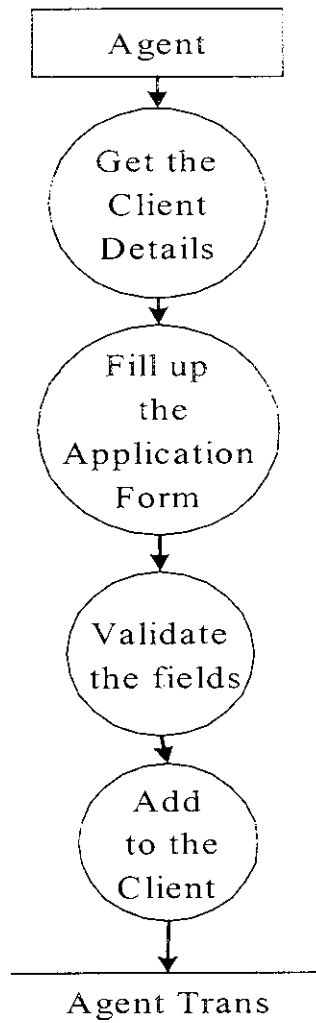 Agent
Get the
Client
Details
Fill up
the
Application
Form
Validate
the fields
Add
to the
Client
Agent Trans